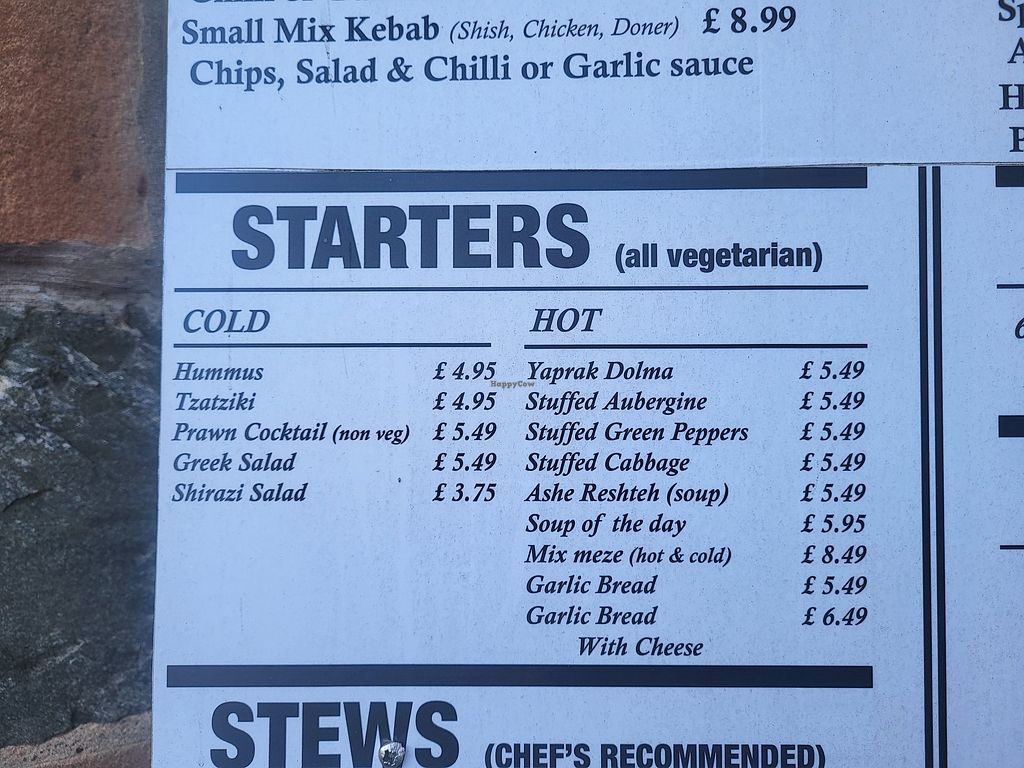 Small Mix Kebab (Shish, Chicken, Doner) £ 8.99
Chips, Salad & Chilli or Garlic sauce
STARTERS (all vegetarian)
COLD
Hummus £ 4.95
Tzatziki £ 4.95
Prawn Cocktail (non veg) £ 5.49
Greek Salad £ 5.49
Shirazi Salad £ 3.75
HOT
Yaprak Dolma £ 5.49
Stuffed Aubergine £ 5.49
Stuffed Green Peppers £ 5.49
Stuffed Cabbage £ 5.49
Ashe Reshteh (soup) £ 5.49
Soup of the day £ 5.95
Mix meze (hot & cold) £ 8.49
Garlic Bread £ 5.49
Garlic Bread £ 6.49
With Cheese
STEWS (CHEF'S RECOMMENDED)
HappyCow